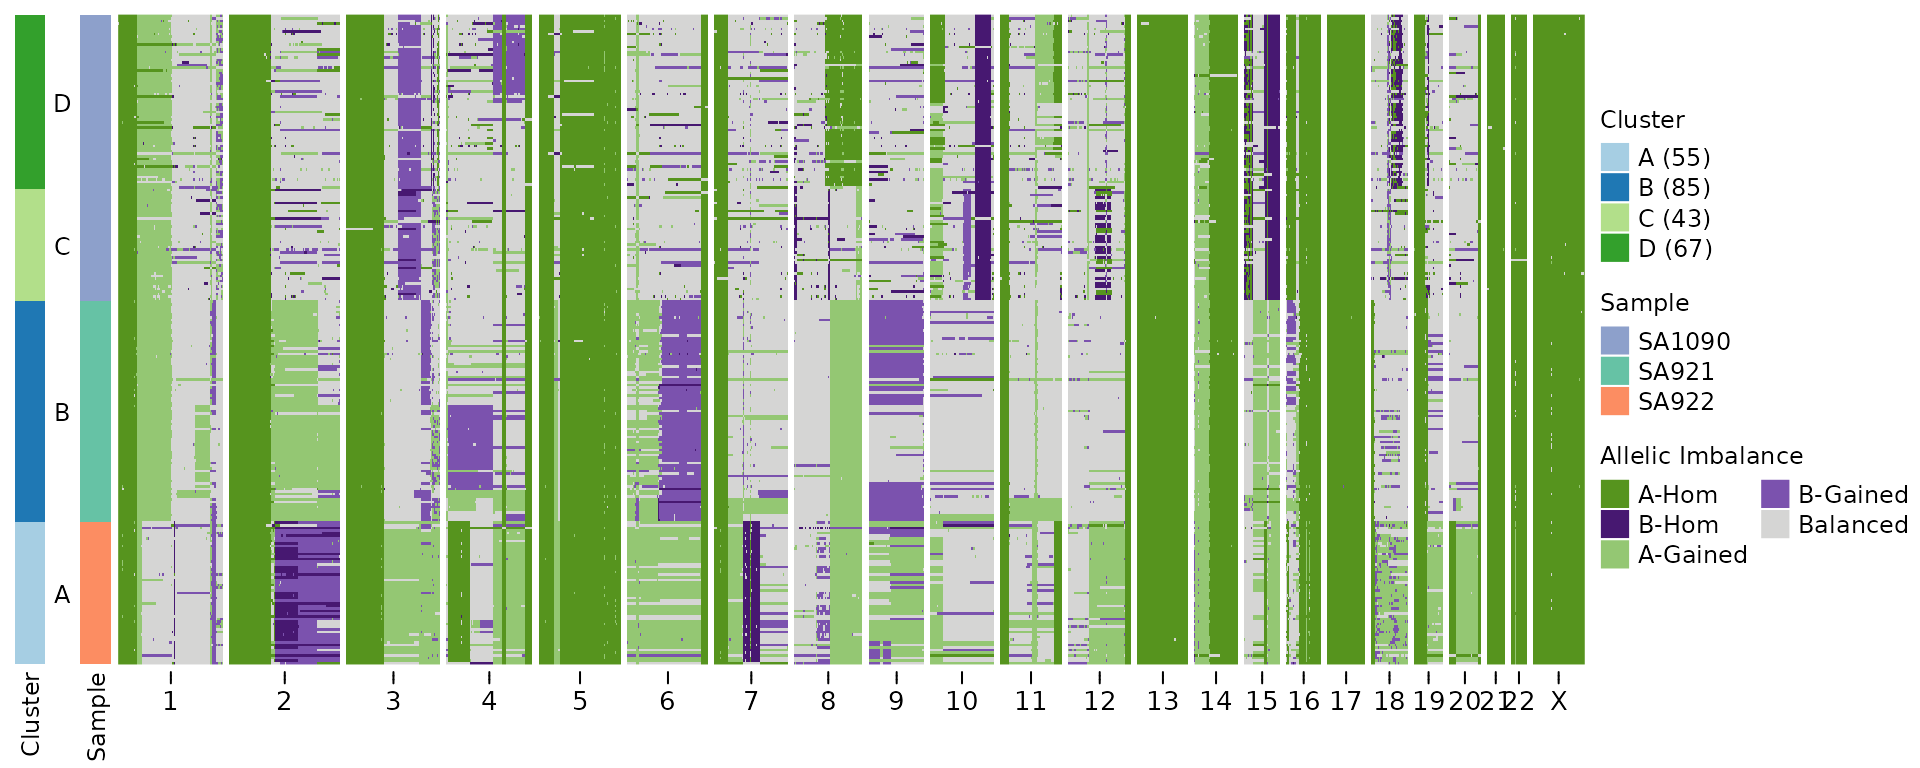 D
C
B
A
Cluster
Sample
1 2 3 4 5 6 7 8 9 10 11 12 13 14 15 16 17 18 19 20 21 22 X
Cluster
A (55)
B (85)
C (43)
D (67)
Sample
SA1090
SA921
SA922
Allelic Imbalance
A-Hom B-Gained
B-Hom Balanced
A-Gained